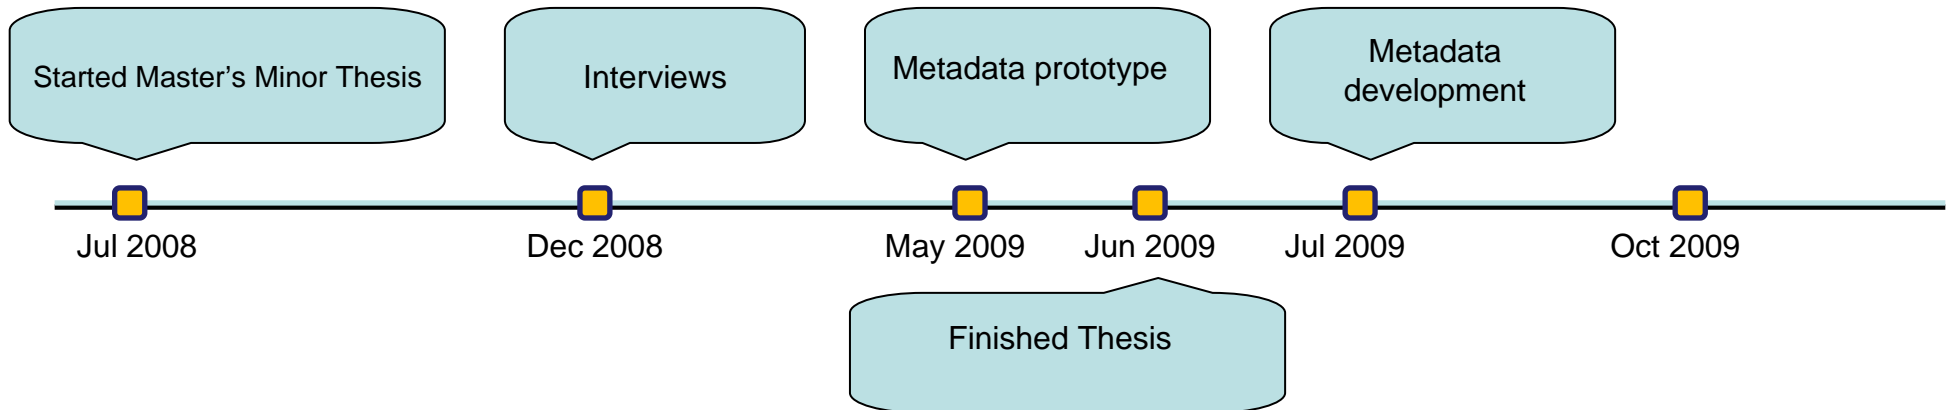 Started Master’s Minor Thesis
Interviews
Metadata prototype
Metadata
development
Jul 2008
Dec 2008
May 2009
Jun 2009
Jul 2009
Oct 2009
Finished Thesis